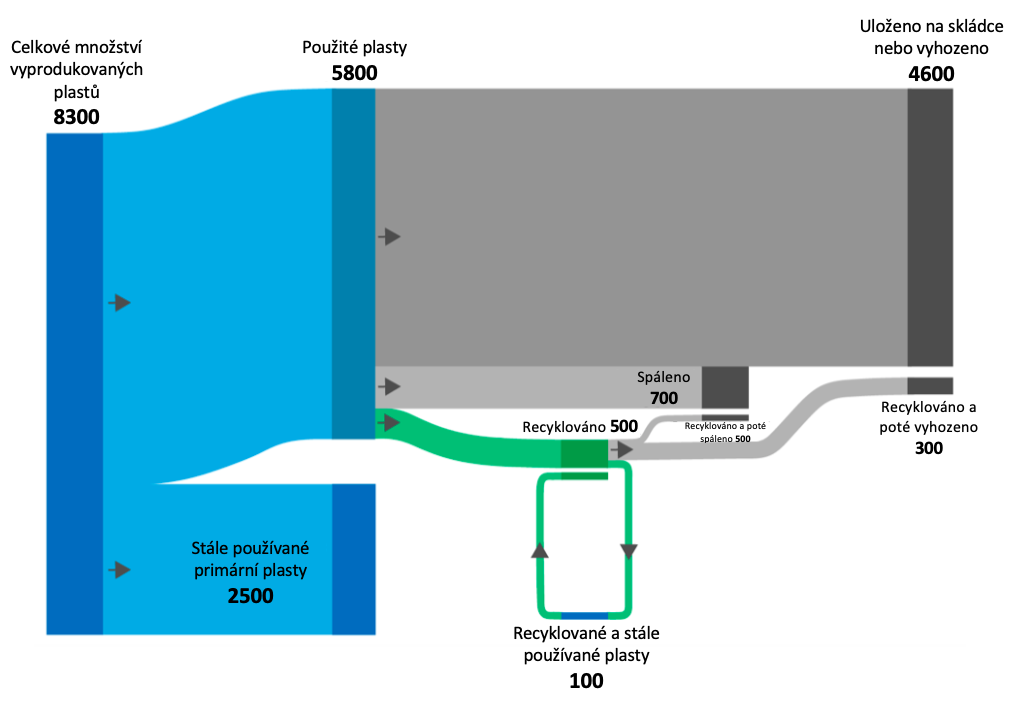 Celkové množství
vyprodukovaných
plastů
8300
Použité plasty
5800
Uloženo na skládce
nebo vyhozeno
4600
Spáleno
700
Recyklováno 500
Recyklováno a poté
spáleno 500
Recyklováno a
poté vyhozeno
300
Stále používané
primární plasty
2500
Recyklované a stále
používané plasty
100